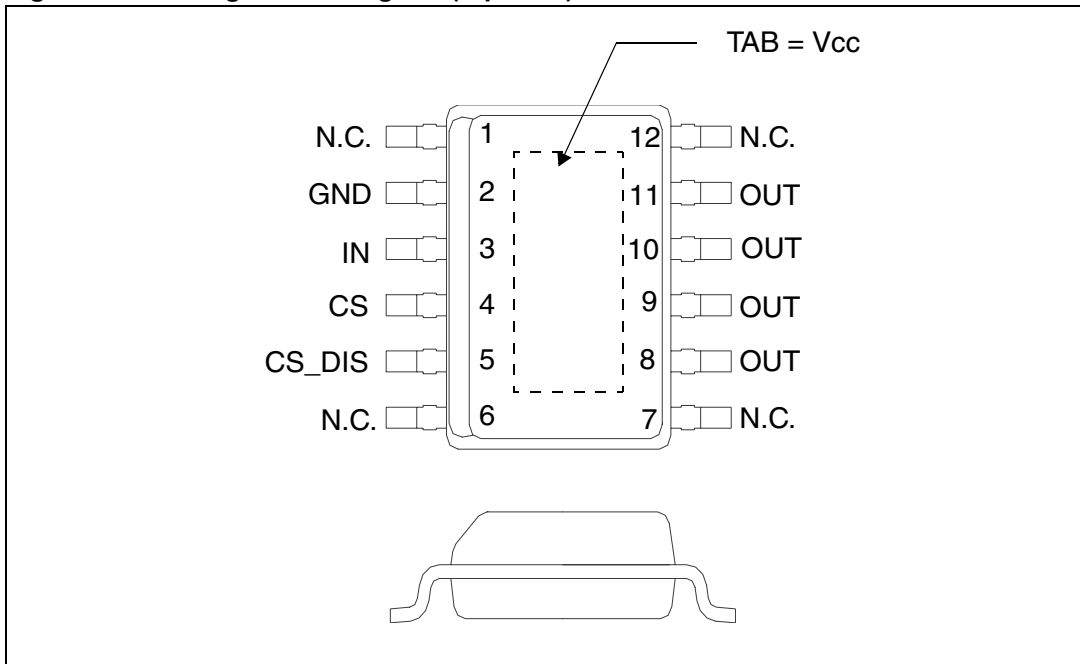 TAB = Vcc
N.C. 1 12 N.C.
GND 2 11 OUT
IN 3 10 OUT
CS 4 9 OUT
CS_DIS 5 8 OUT
N.C. 6 7 N.C.